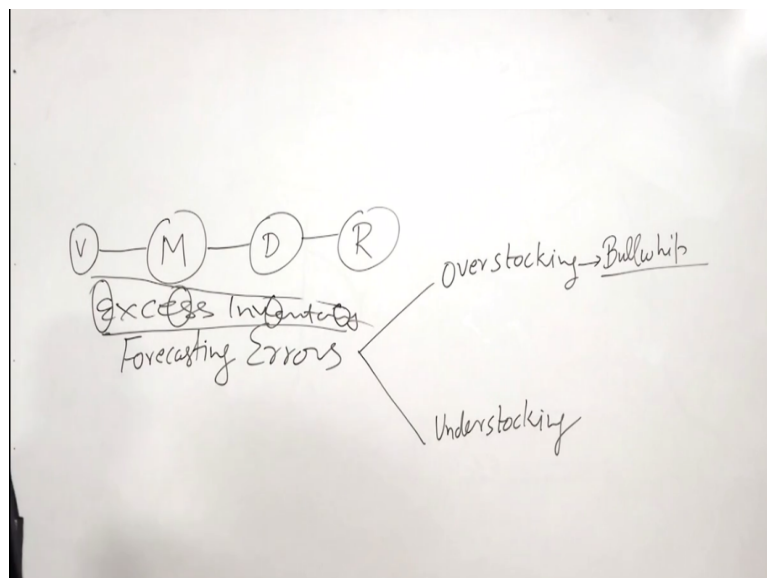 V M D R
Excess Inventory
Forecasting Errors
Overstocking → Bullwhip
Understocking